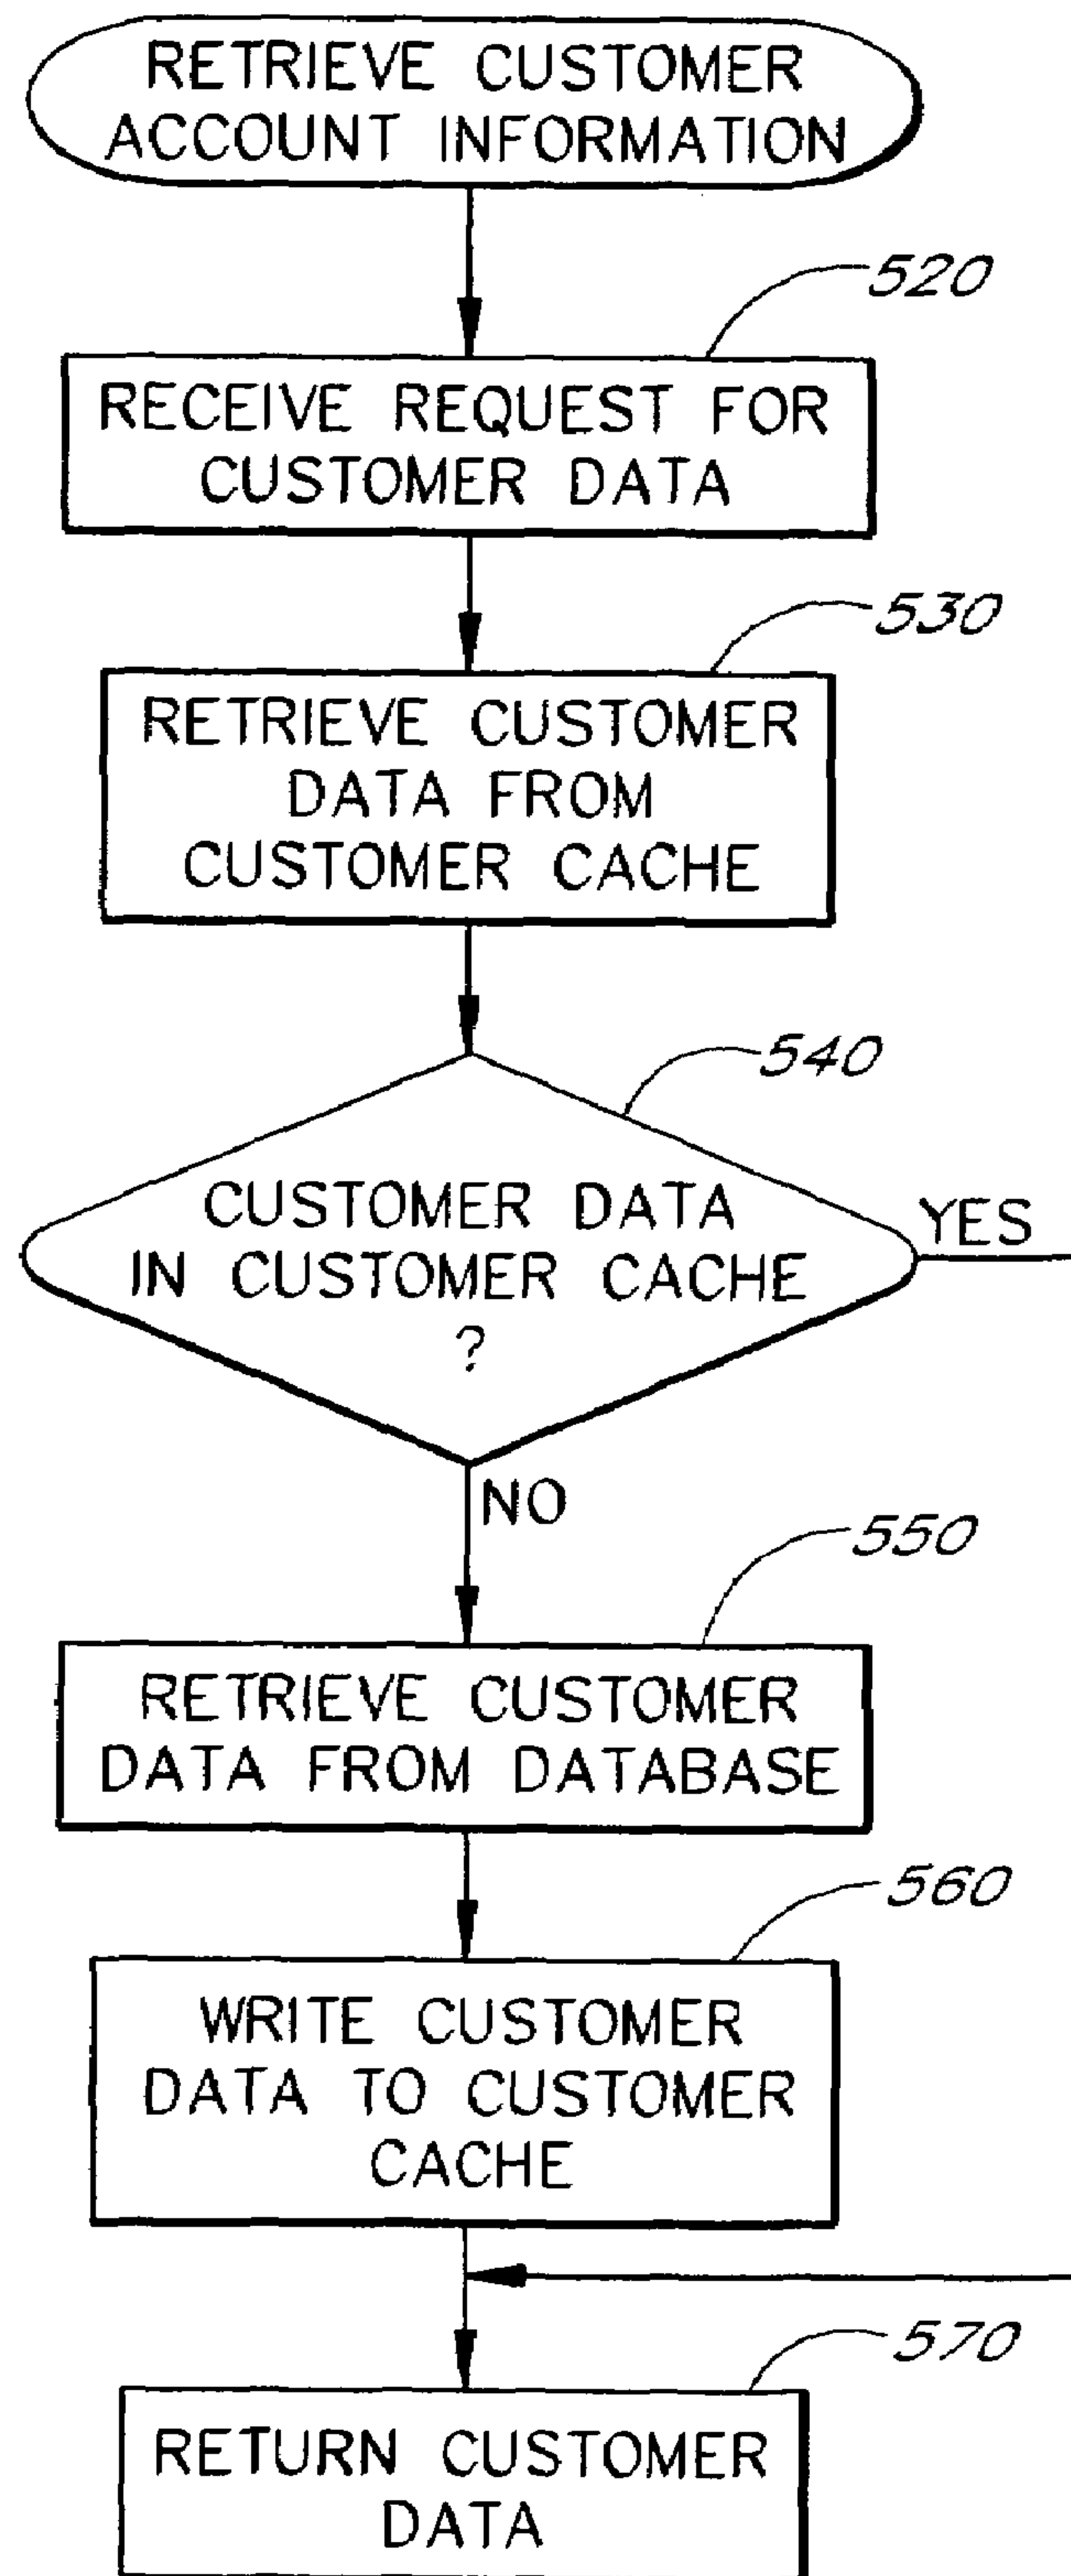 RETRIEVE CUSTOMER
ACCOUNT INFORMATION
520
RECEIVE REQUEST FOR
CUSTOMER DATA
530
RETRIEVE CUSTOMER
DATA FROM
CUSTOMER CACHE
540
CUSTOMER DATA
IN CUSTOMER CACHE
?
YES
NO
550
RETRIEVE CUSTOMER
DATA FROM DATABASE
560
WRITE CUSTOMER
DATA TO CUSTOMER
CACHE
570
RETURN CUSTOMER
DATA